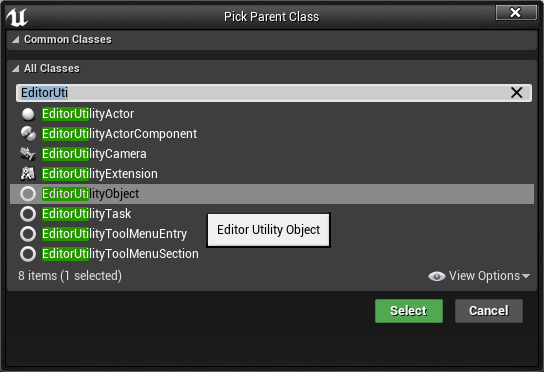 Pick Parent Class
Common Classes
All Classes
EditorUti
EditorUtilityActor
EditorUtilityActorComponent
EditorUtilityCamera
EditorUtilityExtension
EditorUtilityObject
EditorUtilityTask
EditorUtilityToolMenuEntry
Editor Utility Object
EditorUtilityToolMenuSection
8 items (1 selected)
View Options
Select
Cancel